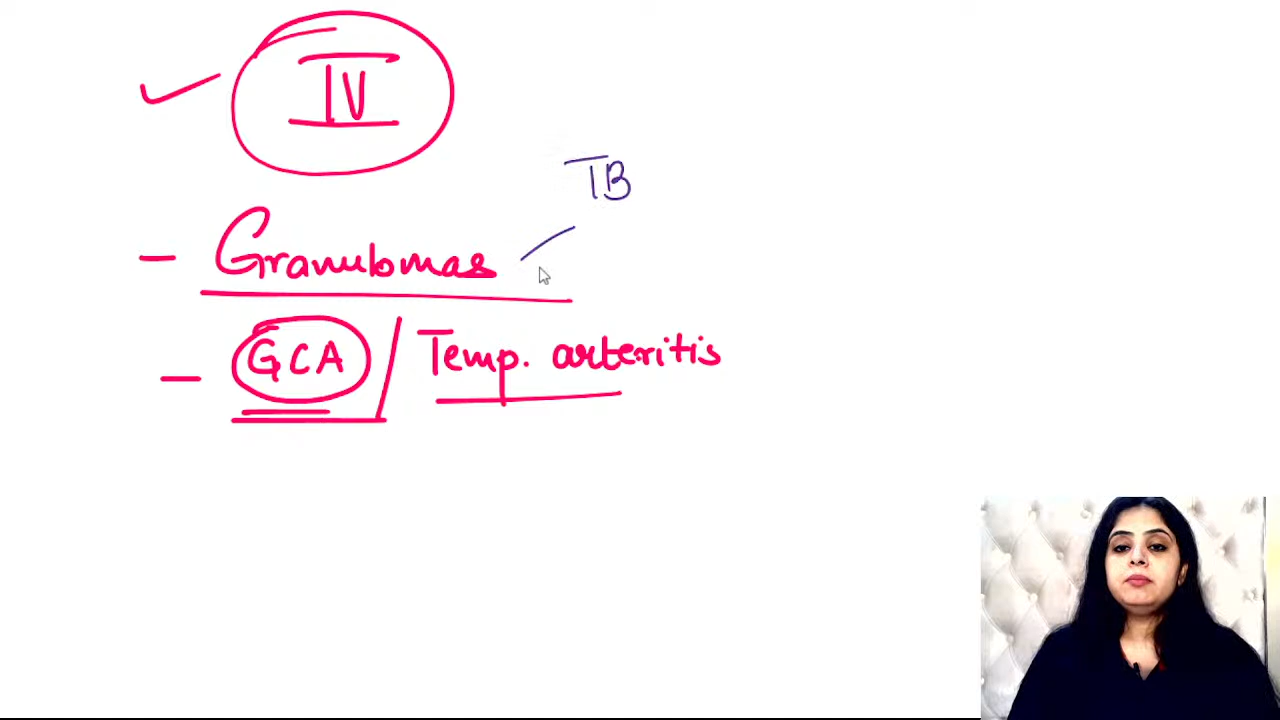 IV
TB
- Granulomas
- GCA / Temp. arteritis